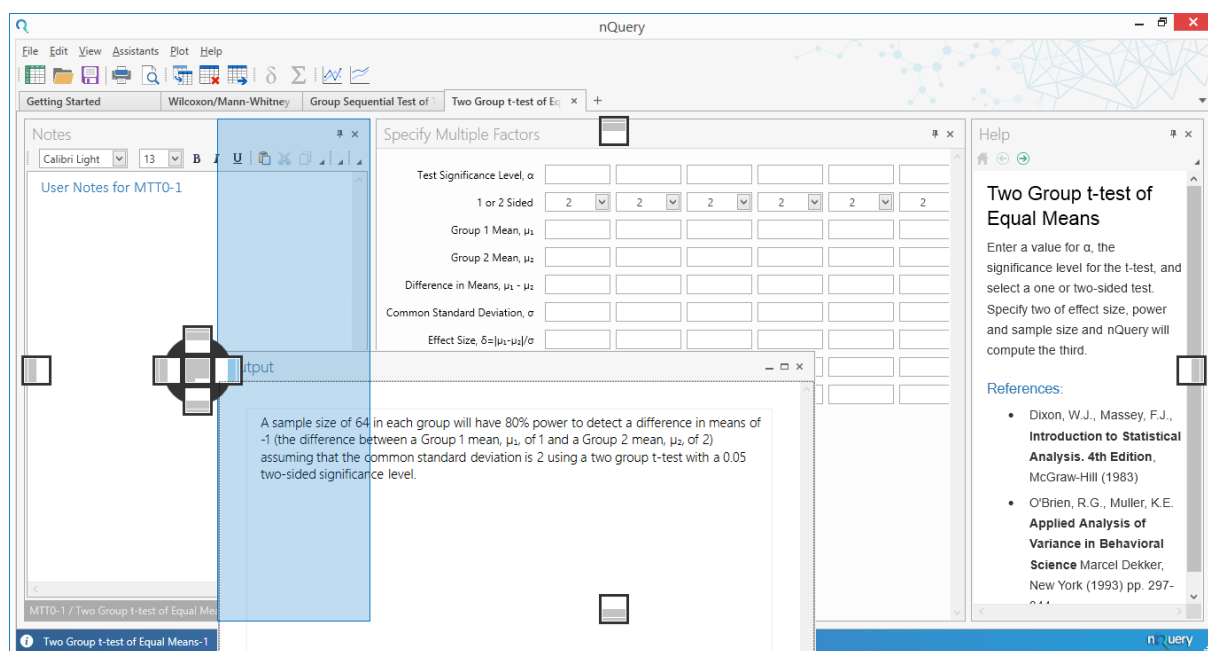 nQuery
File Edit View Assistants Plot Help
Getting Started Wilcoxon/Mann-Whitney Group Sequential Test of Two Group t-test of Eq × +
Notes
Calibri Light 13 B I U
User Notes for MTT0-1
MTT0-1 / Two Group t-test of Equal Mea
Specify Multiple Factors
Test Significance Level, α
1 or 2 Sided 2 2 2 2 2 2
Group 1 Mean, μ₁
Group 2 Mean, μ₂
Difference in Means, μ₁ - μ₂
Common Standard Deviation, σ
Effect Size, δ=|μ₁-μ₂|/σ
utput
A sample size of 64 in each group will have 80% power to detect a difference in means of
-1 (the difference between a Group 1 mean, μ₁, of 1 and a Group 2 mean, μ₂, of 2)
assuming that the common standard deviation is 2 using a two group t-test with a 0.05
two-sided significance level.
Help
Two Group t-test of
Equal Means
Enter a value for α, the
significance level for the t-test, and
select a one or two-sided test.
Specify two of effect size, power
and sample size and nQuery will
compute the third.
References:
• Dixon, W.J., Massey, F.J.,
Introduction to Statistical
Analysis. 4th Edition,
McGraw-Hill (1983)
• O'Brien, R.G., Muller, K.E.
Applied Analysis of
Variance in Behavioral
Science Marcel Dekker,
New York (1993) pp. 297-
Two Group t-test of Equal Means-1
nQuery